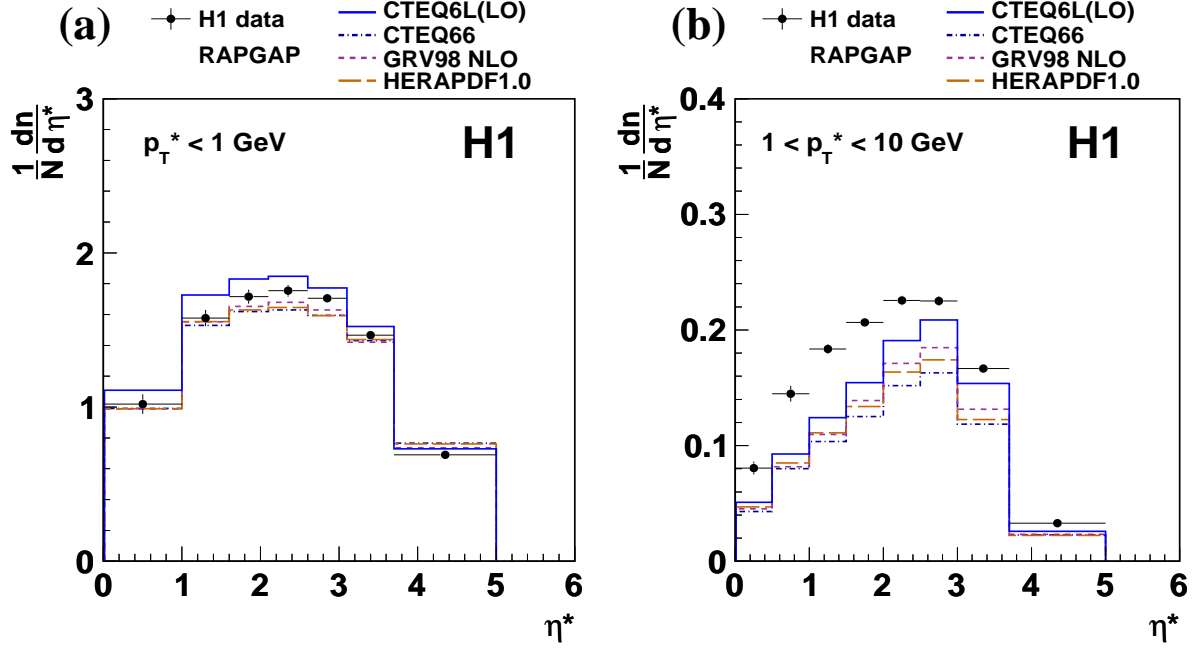 (a)
H1 data
RAPGAP
CTEQ6L(LO)
CTEQ66
GRV98 NLO
HERAPDF1.0
1/N dn/dη*
p_T* < 1 GeV
H1
3
2
1
0
0 1 2 3 4 5 6
η*
(b)
H1 data
RAPGAP
CTEQ6L(LO)
CTEQ66
GRV98 NLO
HERAPDF1.0
1/N dn/dη*
1 < p_T* < 10 GeV
H1
0.4
0.3
0.2
0.1
0
0 1 2 3 4 5 6
η*